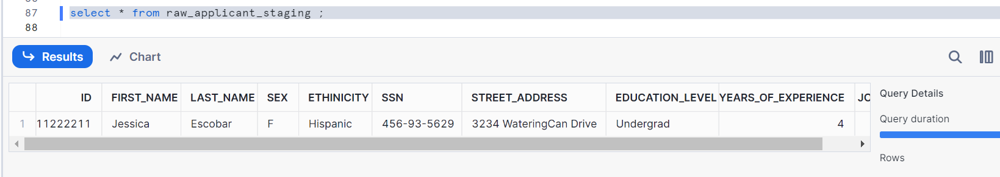 87 select * from raw_applicant_staging ;
88
Results Chart
ID FIRST_NAME LAST_NAME SEX ETHINICITY SSN STREET_ADDRESS EDUCATION_LEVEL YEARS_OF_EXPERIENCE JO
1 11222211 Jessica Escobar F Hispanic 456-93-5629 3234 WateringCan Drive Undergrad 4
Query Details
Query duration
Rows